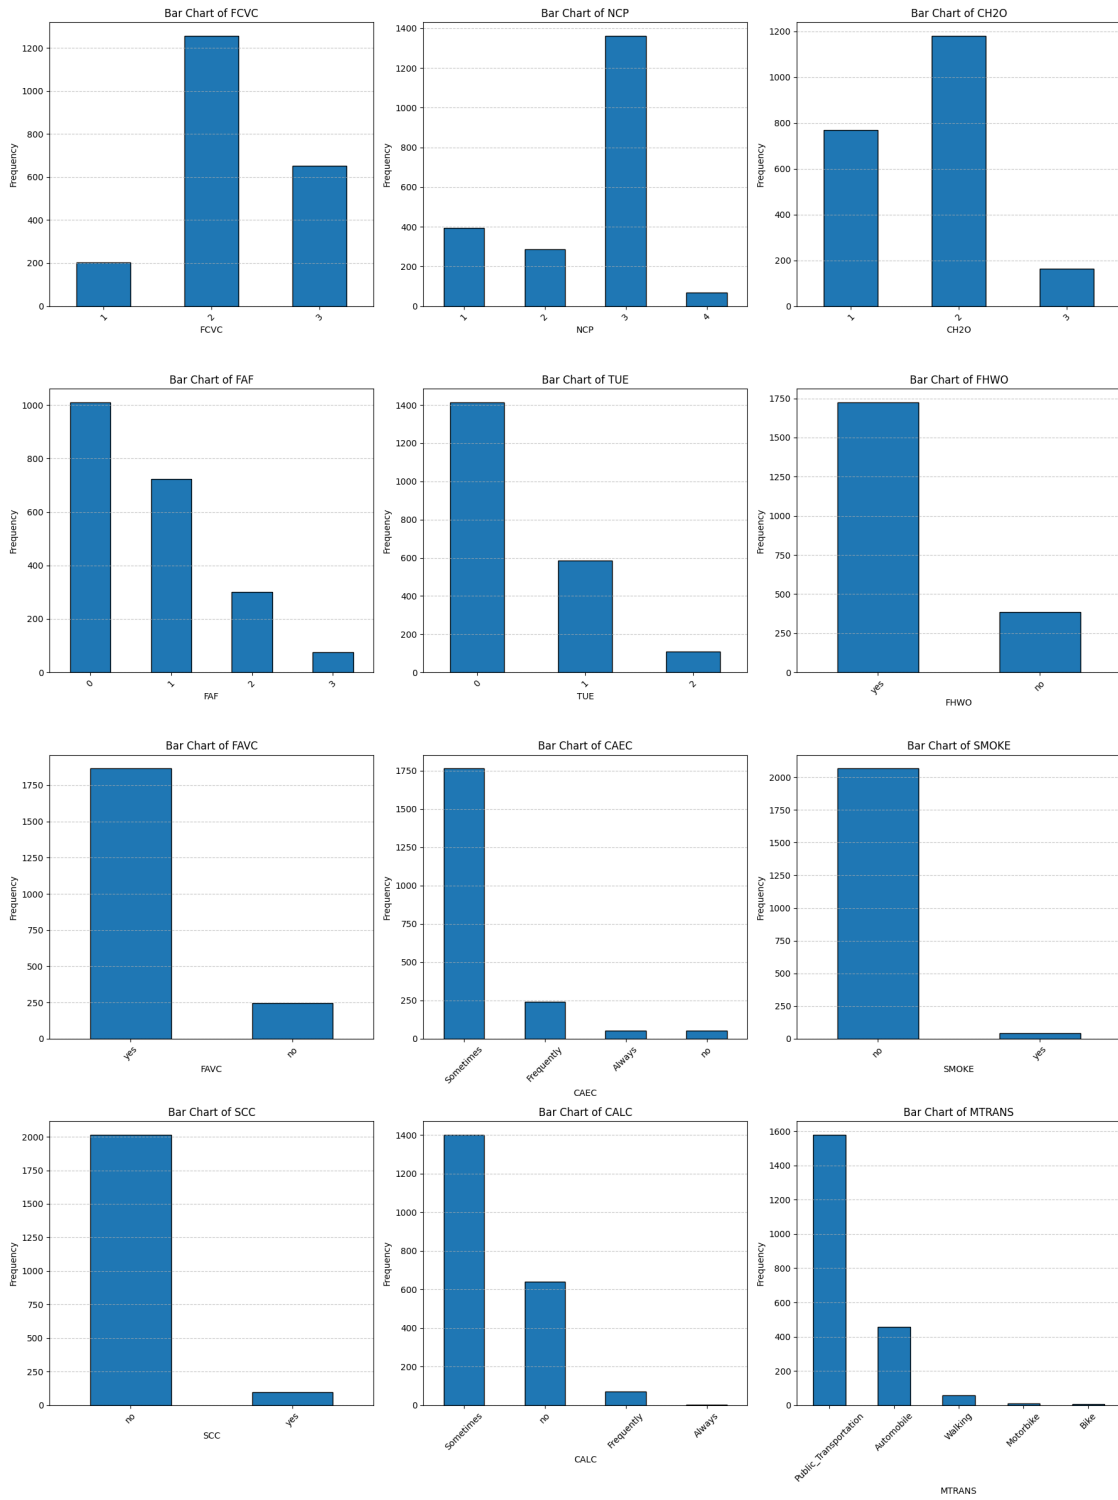 Bar Chart of FCVC
1200
1000
800
600
400
200
0
Frequency
1
2
3
FCVC
Bar Chart of NCP
1400
1200
1000
800
600
400
200
0
Frequency
1
2
3
4
NCP
Bar Chart of CH2O
1200
1000
800
600
400
200
0
Frequency
1
2
3
CH2O
Bar Chart of FAF
1000
800
600
400
200
0
Frequency
0
1
2
3
FAF
Bar Chart of TUE
1400
1200
1000
800
600
400
200
0
Frequency
0
1
2
TUE
Bar Chart of FHWO
1750
1500
1250
1000
750
500
250
0
Frequency
yes
no
FHWO
Bar Chart of FAVC
1750
1500
1250
1000
750
500
250
0
Frequency
yes
no
FAVC
Bar Chart of CAEC
1750
1500
1250
1000
750
500
250
0
Frequency
Sometimes
Frequently
Always
no
CAEC
Bar Chart of SMOKE
2000
1750
1500
1250
1000
750
500
250
0
Frequency
no
yes
SMOKE
Bar Chart of SCC
2000
1750
1500
1250
1000
750
500
250
0
Frequency
no
yes
SCC
Bar Chart of CALC
1400
1200
1000
800
600
400
200
0
Frequency
Sometimes
no
Frequently
Always
CALC
Bar Chart of MTRANS
1600
1400
1200
1000
800
600
400
200
0
Frequency
Public_Transportation
Automobile
Walking
Motorbike
Bike
MTRANS